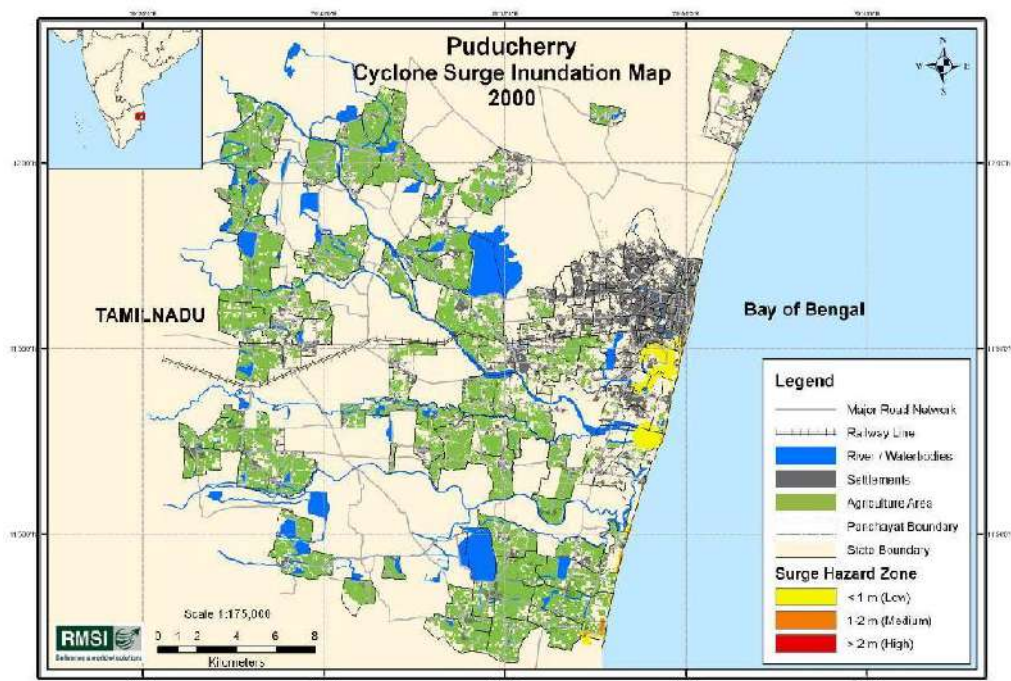 Puducherry
Cyclone Surge Inundation Map
2000
N
W
E
S
TAMILNADU
Bay of Bengal
Legend
Major Road Network
Railway Line
River / Waterbodies
Settlements
Agriculture Area
Panchayat Boundary
State Boundary
Surge Hazard Zone
< 1 m (Low)
1-2 m (Medium)
> 2 m (High)
Scale 1:175,000
0 1 2 4 6 8
Kilometers
RMSI